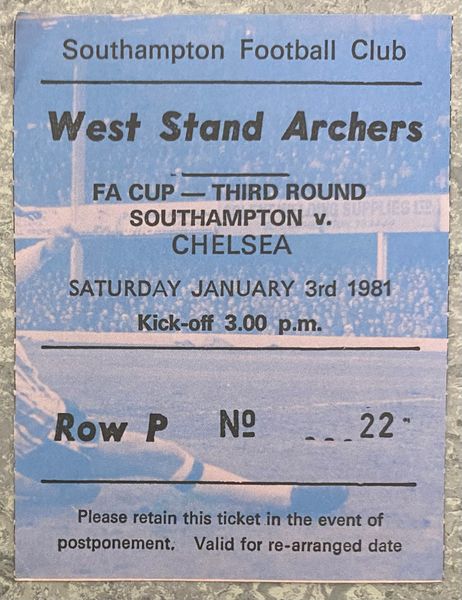 Southampton Football Club
West Stand Archers
FA CUP — THIRD ROUND
SOUTHAMPTON v.
CHELSEA
SATURDAY JANUARY 3rd 1981
Kick-off 3.00 p.m.
Row P Nº ...22
Please retain this ticket in the event of
postponement. Valid for re-arranged date